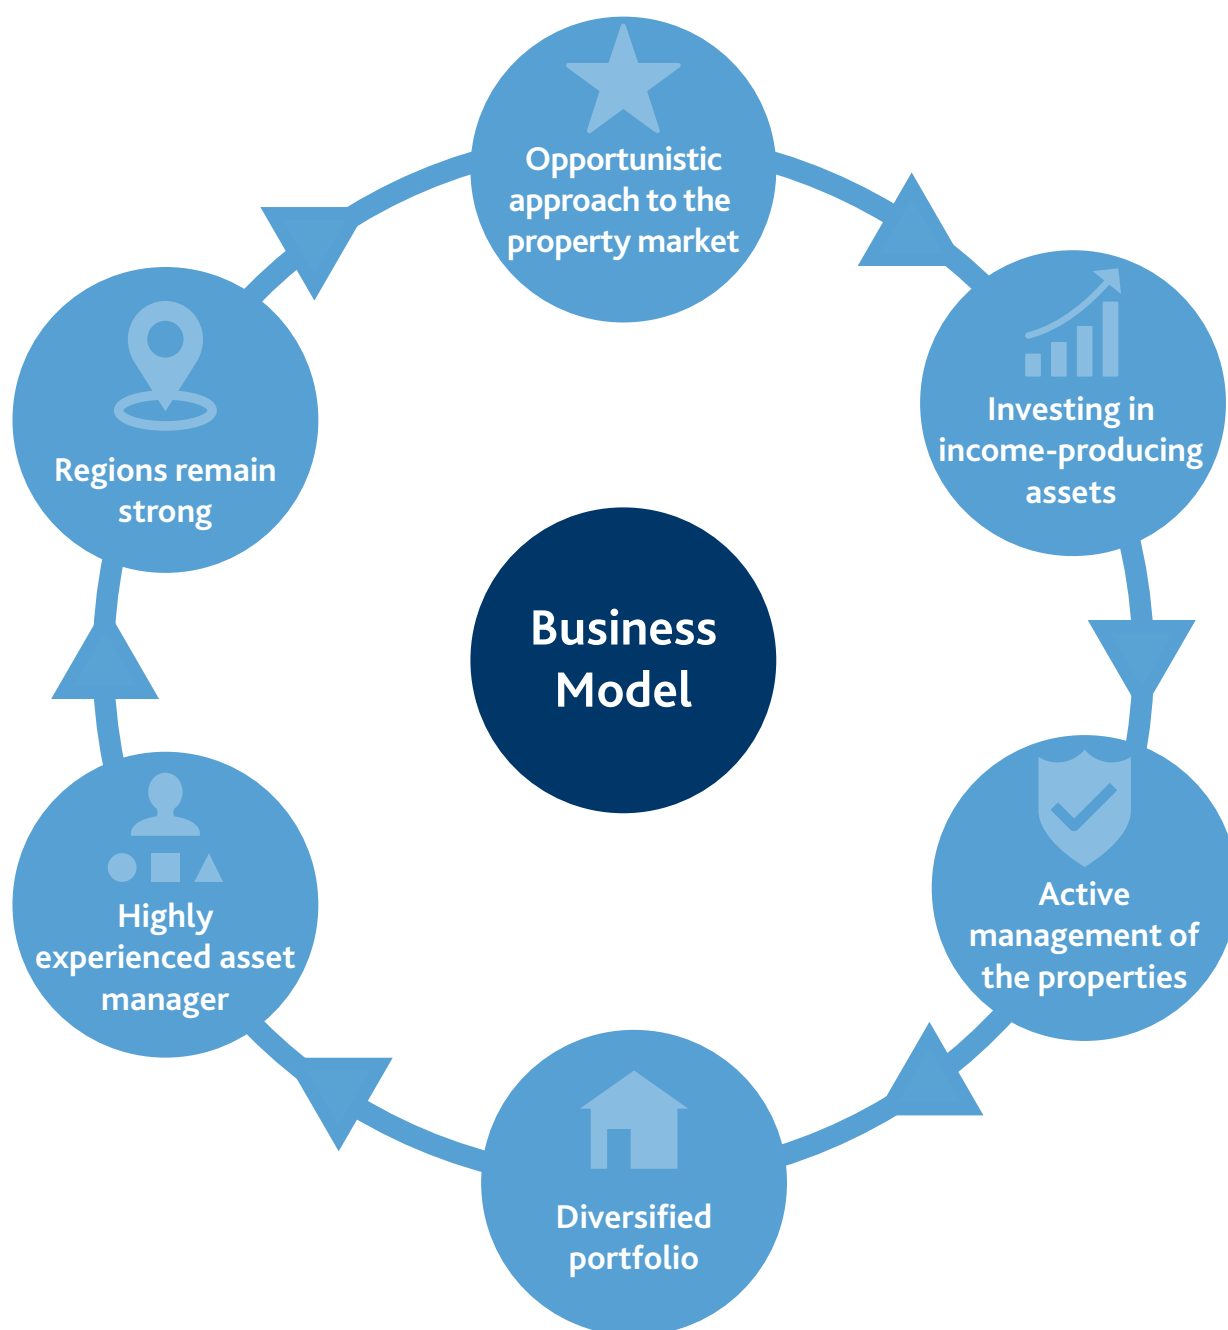 Opportunistic
approach to the
property market
Investing in
income-producing
assets
Active
management of
the properties
Diversified
portfolio
Highly
experienced asset
manager
Regions remain
strong
Business
Model